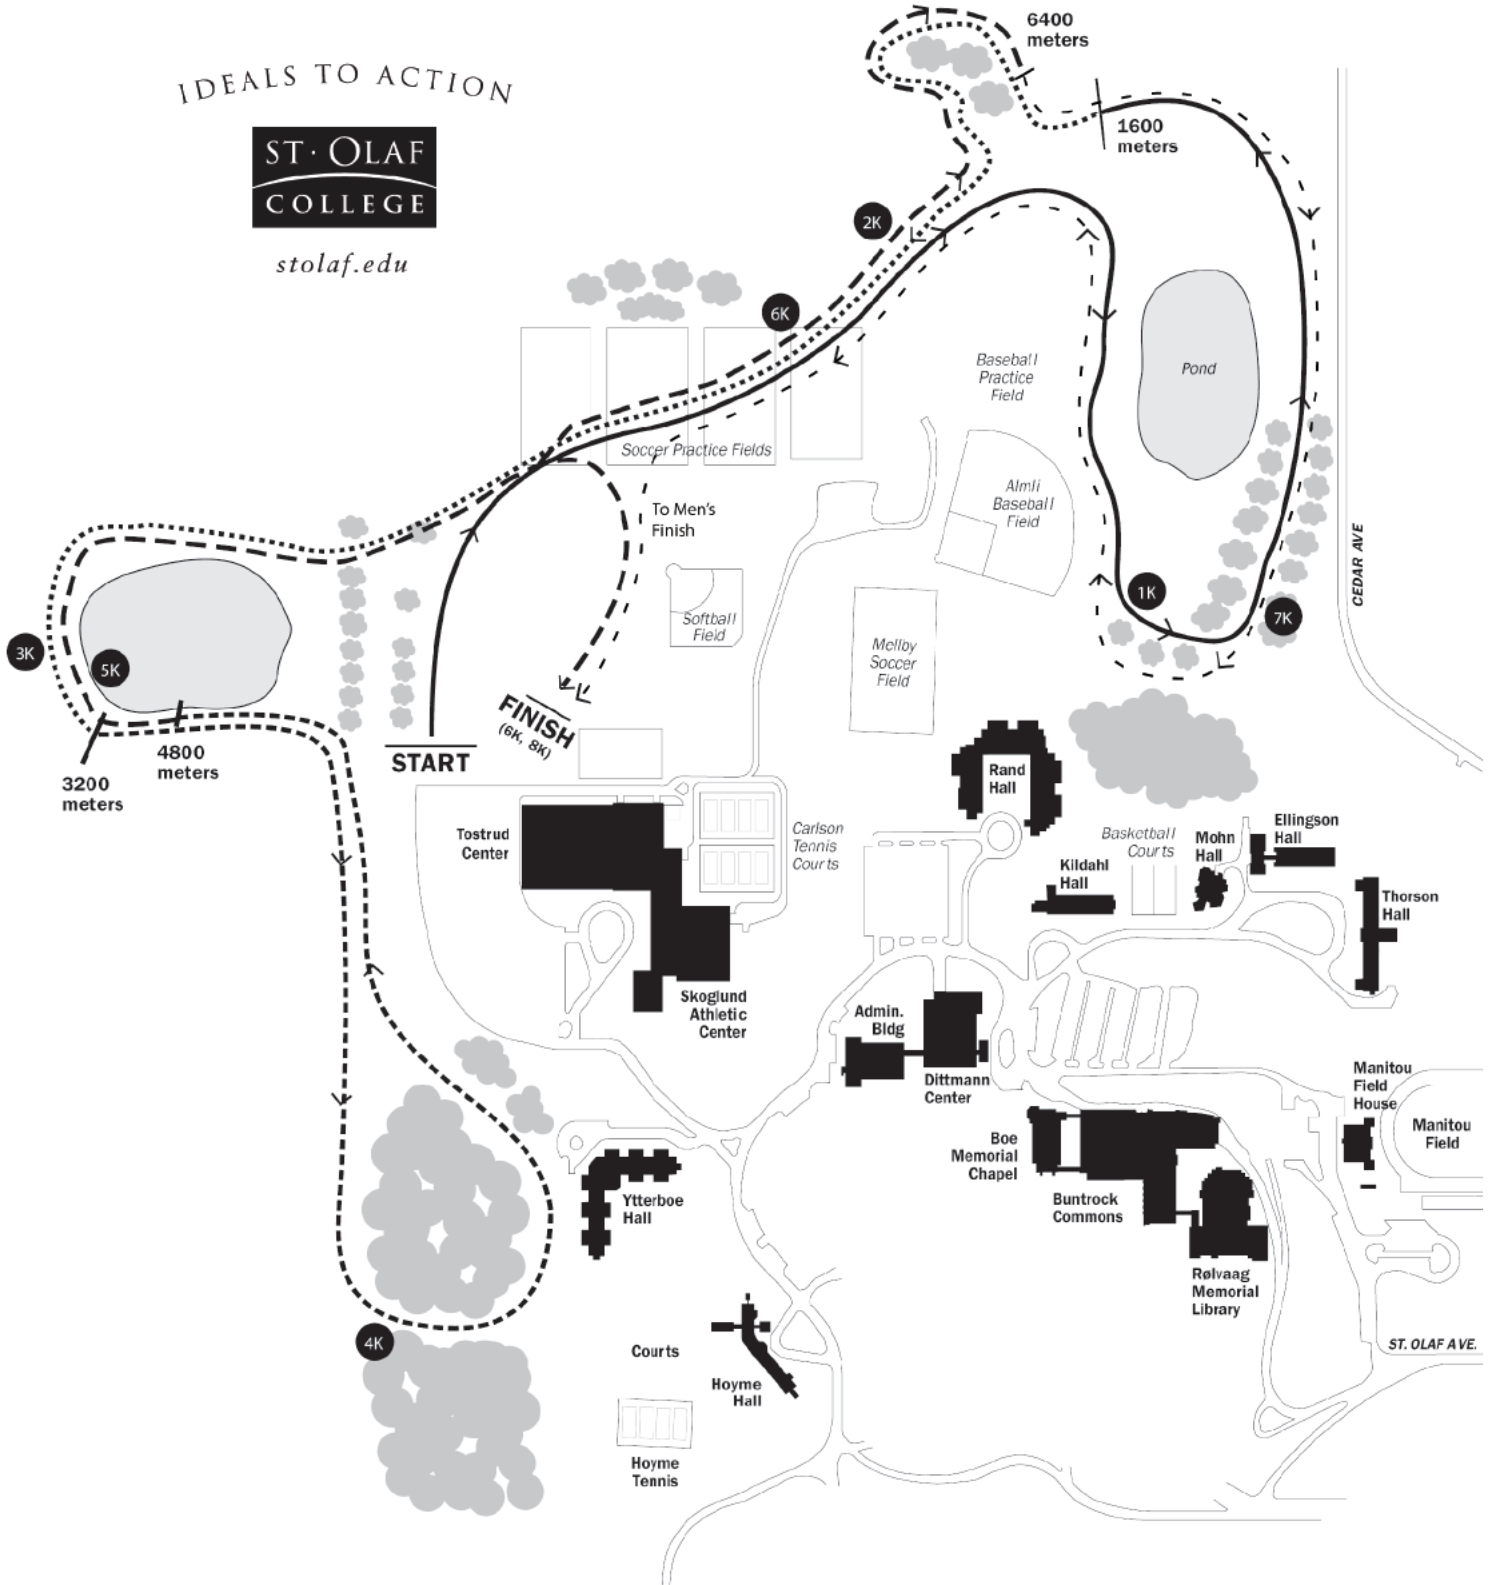 IDEALS TO ACTION
ST·OLAF
COLLEGE
stolaf.edu
6400
meters
1600
meters
2K
6K
Baseball
Practice
Field
Pond
Soccer Practice Fields
Almli
Baseball
Field
To Men's
Finish
CEDAR AVE
1K
7K
Softball
Field
Mellby
Soccer
Field
3K
5K
FINISH
(6K, 8K)
START
4800
meters
3200
meters
Rand
Hall
Tostrud
Center
Carlson
Tennis
Courts
Basketball
Courts
Mohn
Hall
Ellingson
Hall
Kildahl
Hall
Thorson
Hall
Skoglund
Athletic
Center
Admin.
Bldg
Dittmann
Center
Manitou
Field
House
Manitou
Field
Boe
Memorial
Chapel
Buntrock
Commons
Ytterboe
Hall
Rølvaag
Memorial
Library
4K
Courts
Hoyme
Hall
ST. OLAF AVE.
Hoyme
Tennis